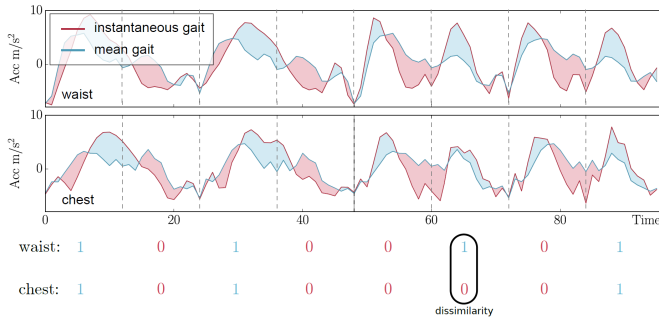 10
instantaneous gait
mean gait
0
Acc m/s²
waist
10
0
Acc m/s²
chest
0 20 40 60 80 Time
waist: 1 0 1 0 0 1 0 1
chest: 1 0 1 0 0 0 0 1
dissimilarity